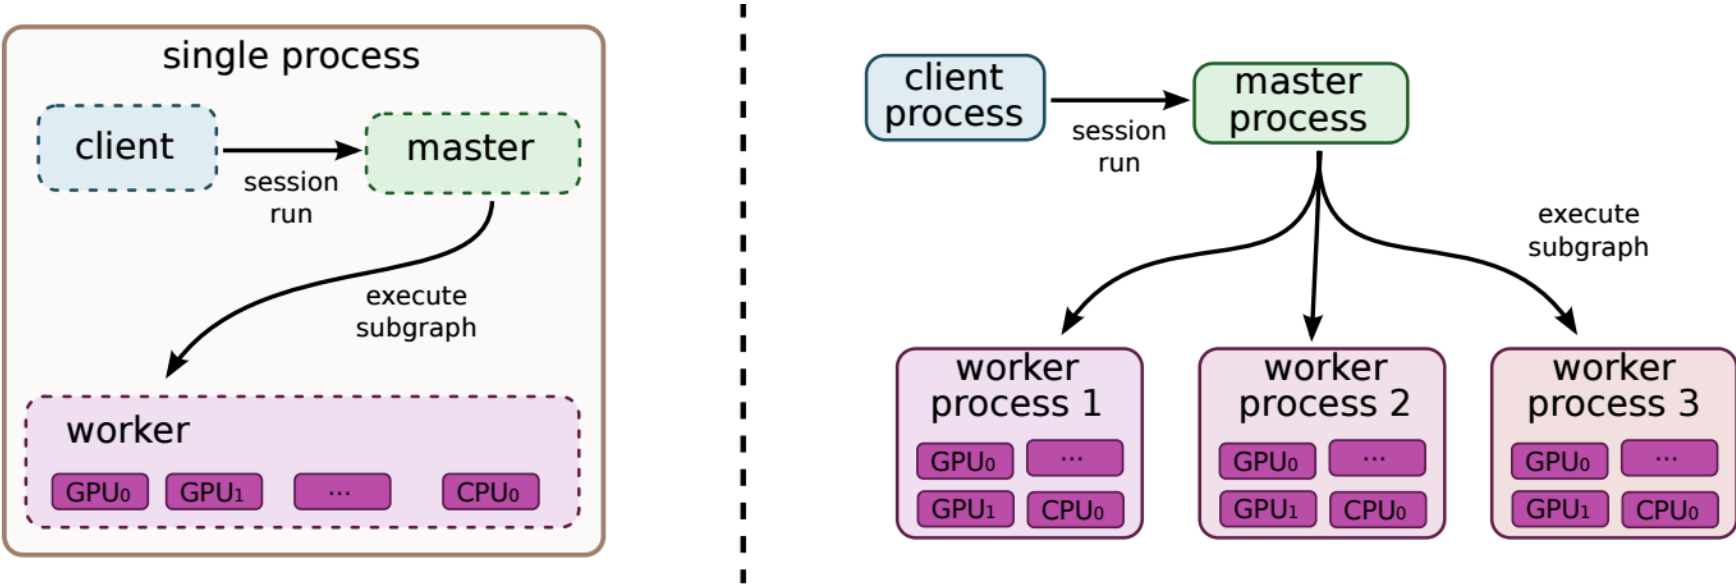 single process
client
master
session
run
execute
subgraph
worker
GPU₀ GPU₁ ... CPU₀
client
process
master
process
session
run
execute
subgraph
worker
process 1
GPU₀ ...
GPU₁ CPU₀
worker
process 2
GPU₀ ...
GPU₁ CPU₀
worker
process 3
GPU₀ ...
GPU₁ CPU₀